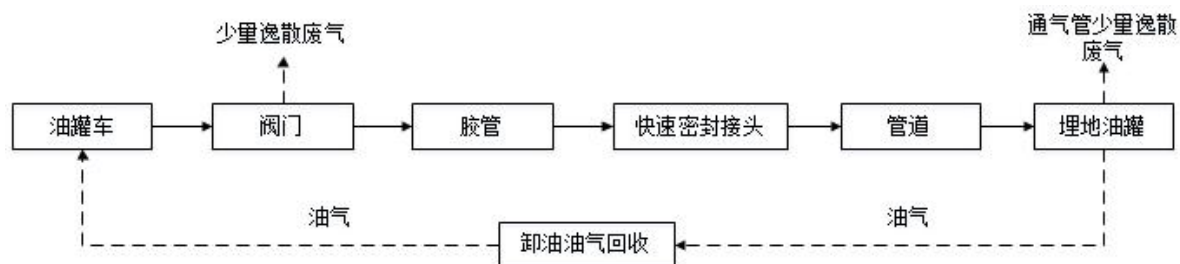 少量逸散废气
通气管少量逸散
废气
油罐车
阀门
胶管
快速密封接头
管道
埋地油罐
油气
油气
卸油油气回收